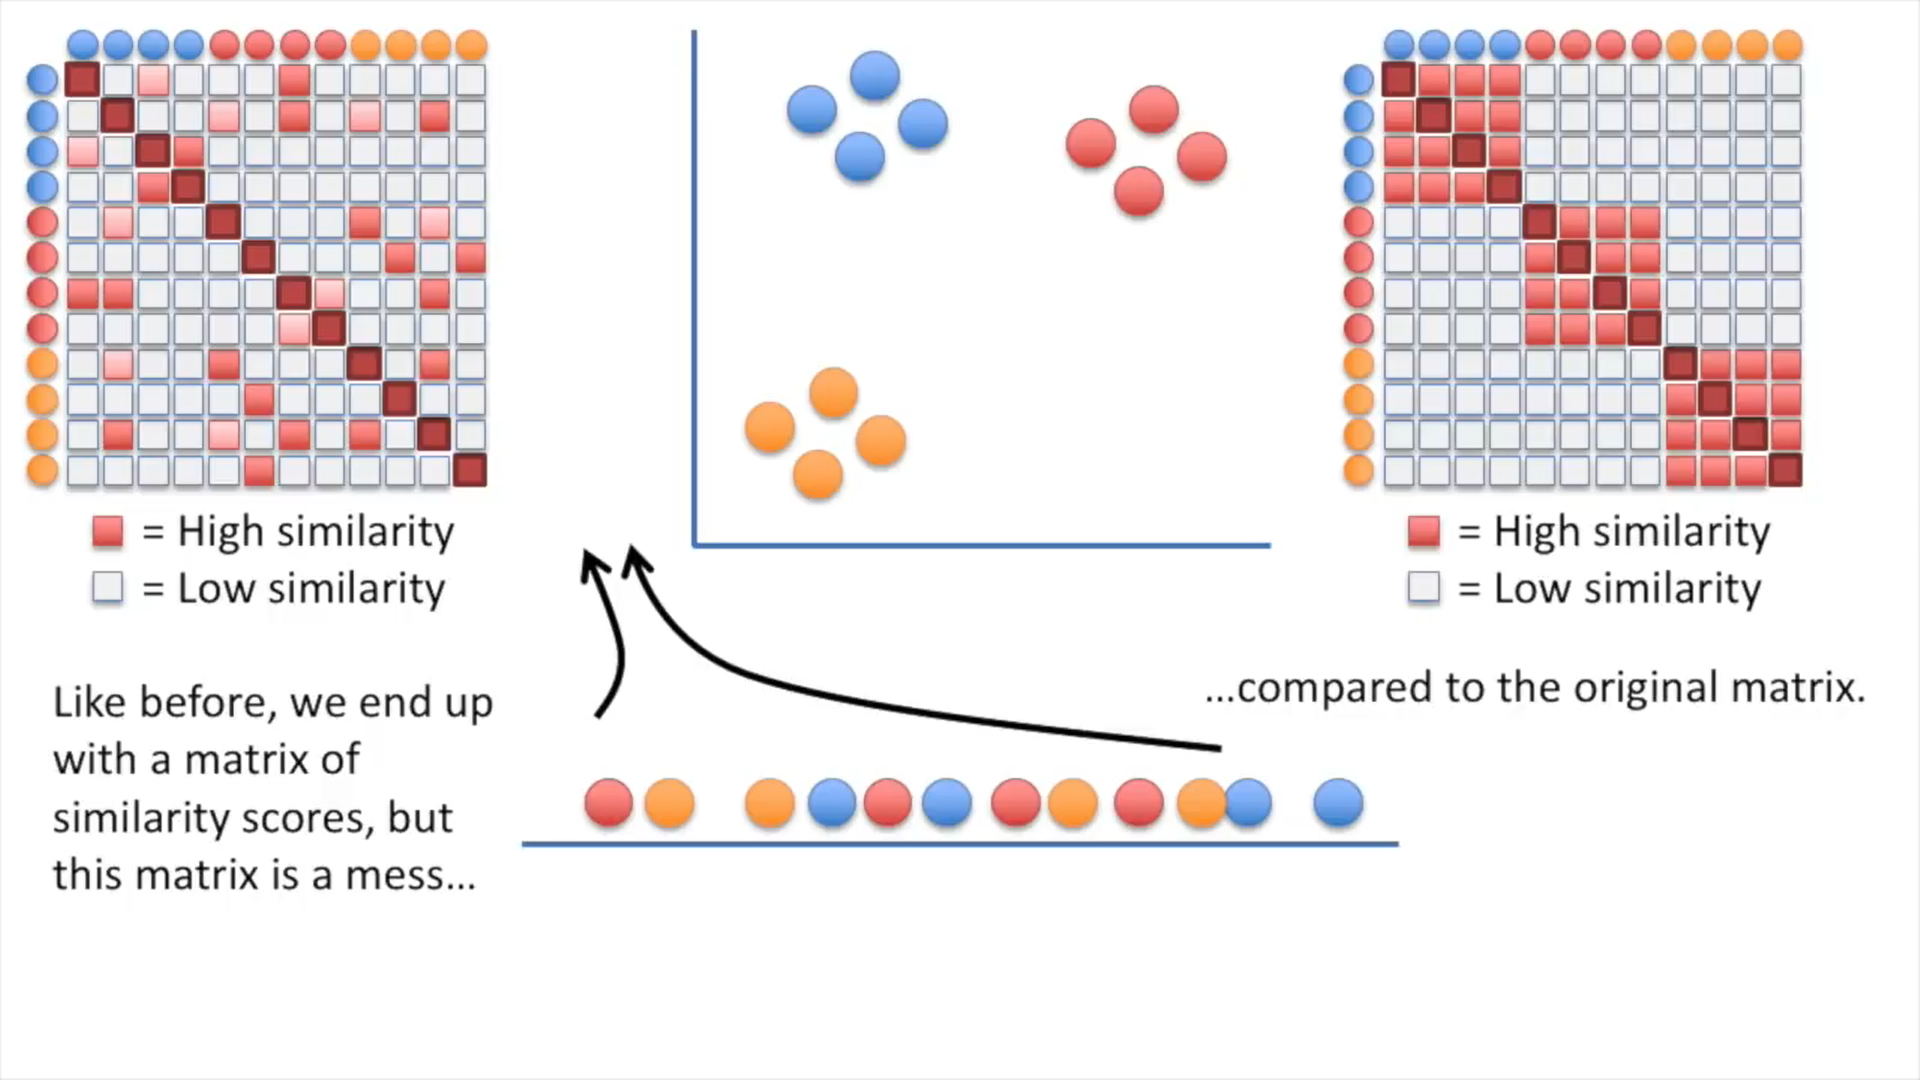 = High similarity
= Low similarity
= High similarity
= Low similarity
Like before, we end up
with a matrix of
similarity scores, but
this matrix is a mess...
...compared to the original matrix.